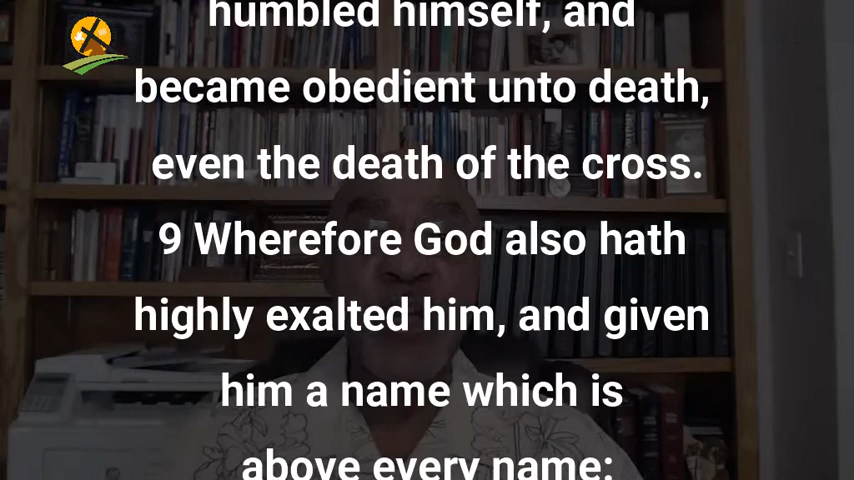 humbled himself, and
became obedient unto death,
even the death of the cross.
9 Wherefore God also hath
highly exalted him, and given
him a name which is
above every name: